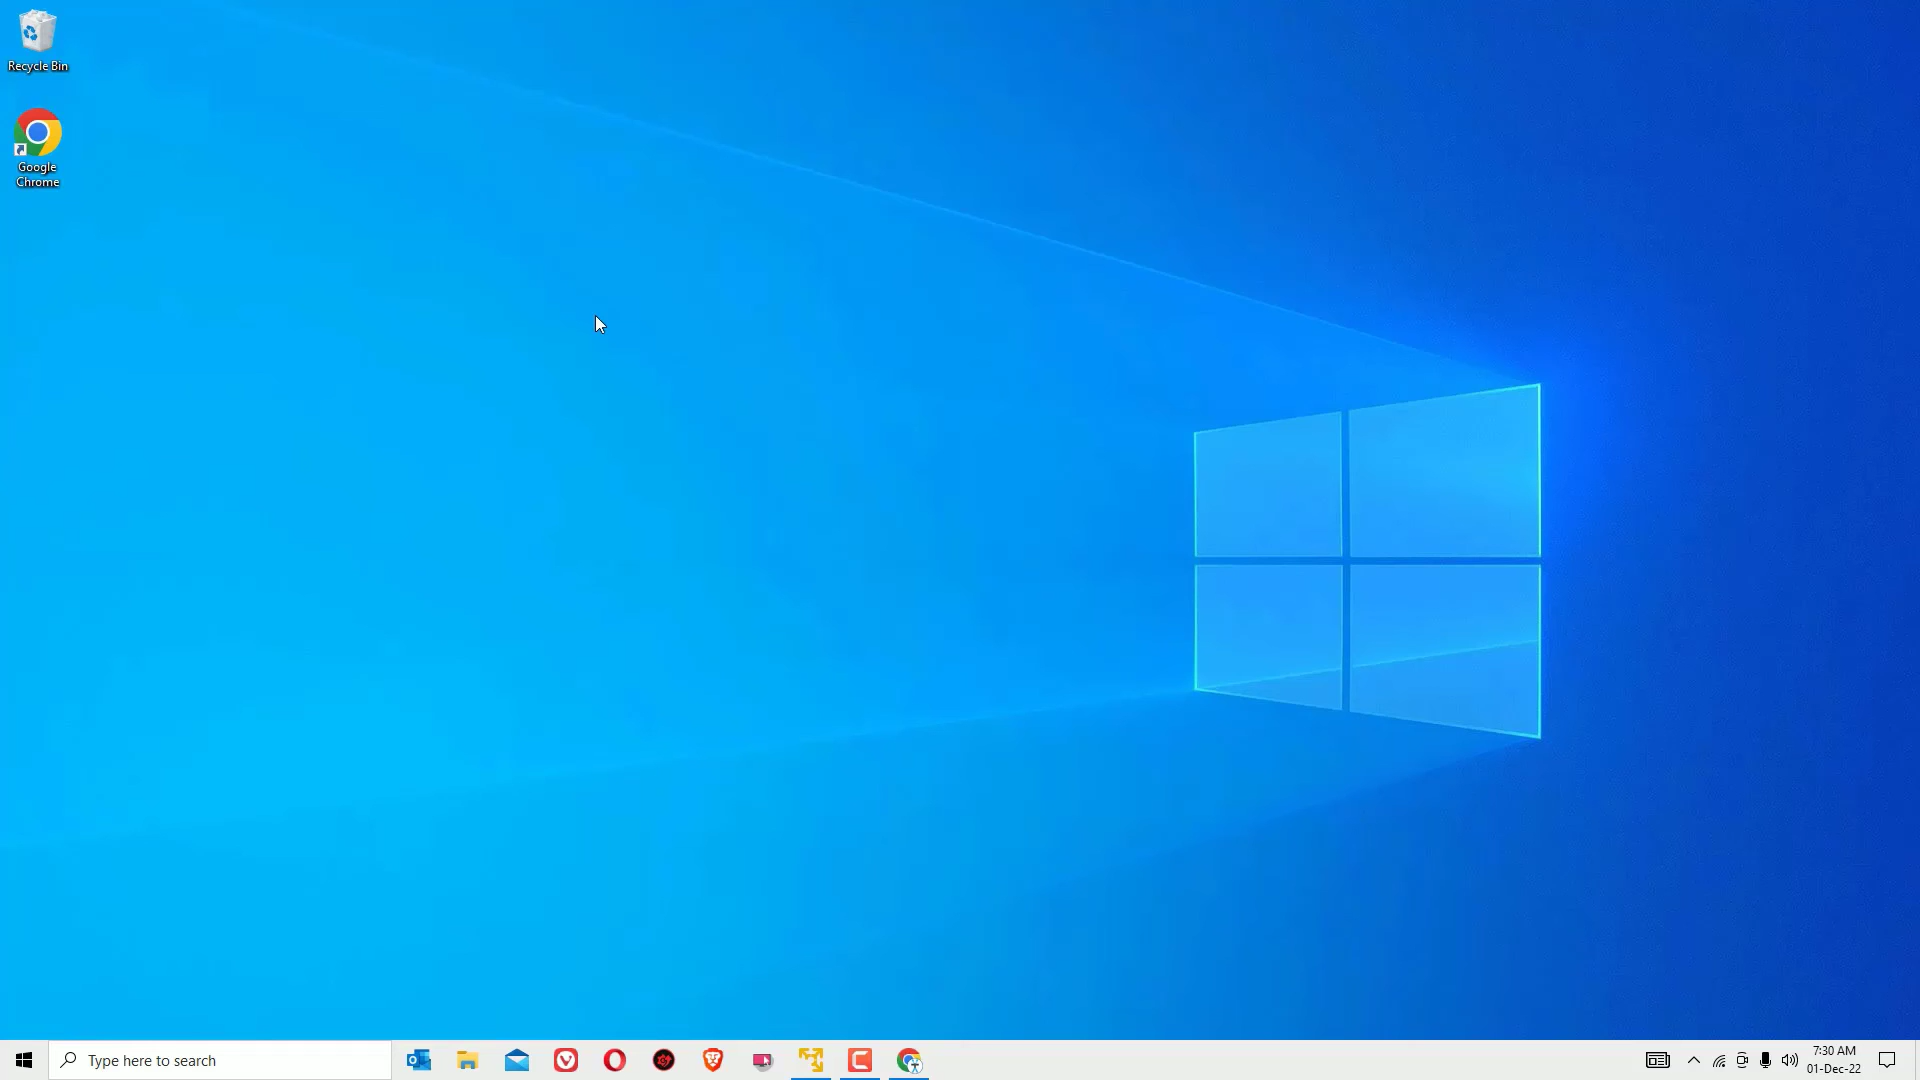 Recycle Bin
Google
Chrome
Type here to search
7:30 AM
01-Dec-22